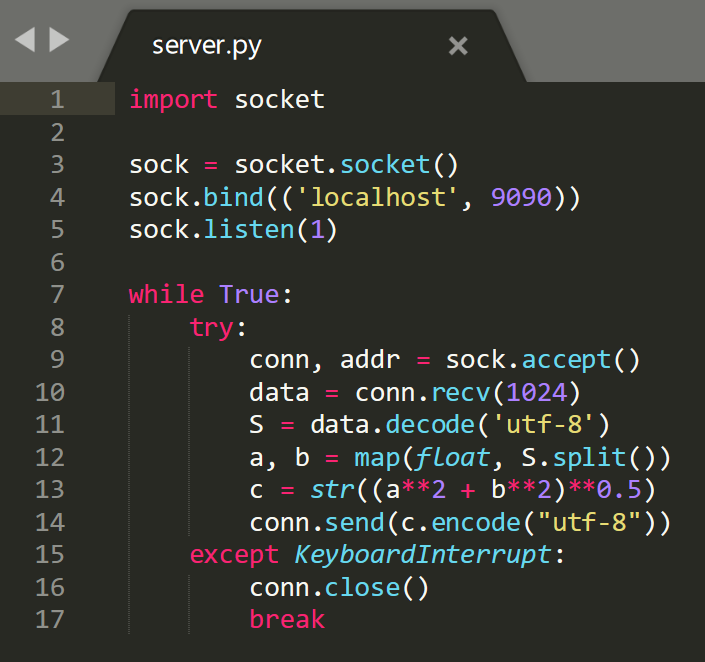 server.py
1 import socket
2
3 sock = socket.socket()
4 sock.bind(('localhost', 9090))
5 sock.listen(1)
6
7 while True:
8     try:
9         conn, addr = sock.accept()
10         data = conn.recv(1024)
11         S = data.decode('utf-8')
12         a, b = map(float, S.split())
13         c = str((a**2 + b**2)**0.5)
14         conn.send(c.encode("utf-8"))
15     except KeyboardInterrupt:
16         conn.close()
17         break